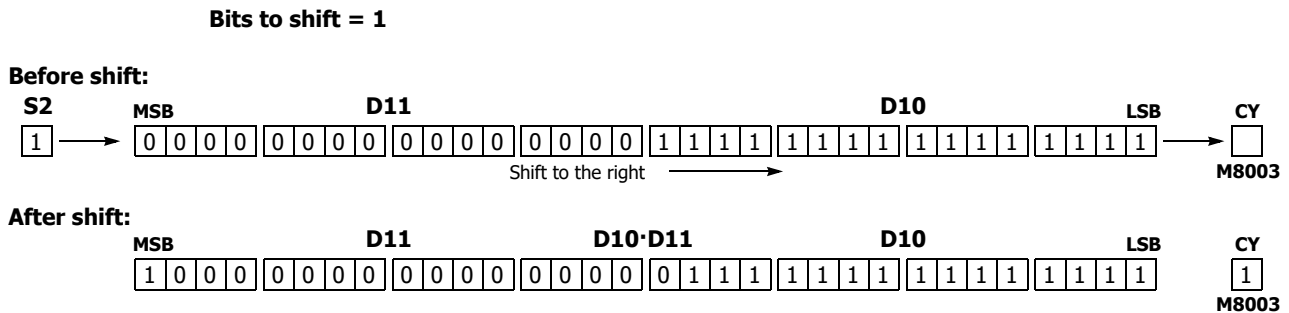 Bits to shift = 1
Before shift:
S2 MSB D11 D10 LSB CY
1 0 0 0 0 0 0 0 0 0 0 0 0 0 0 0 0 1 1 1 1 1 1 1 1 1 1 1 1 1 1 1 1
Shift to the right M8003
After shift:
MSB D11 D10·D11 D10 LSB CY
1 0 0 0 0 0 0 0 0 0 0 0 0 0 0 0 0 1 1 1 1 1 1 1 1 1 1 1 1 1 1 1 1
M8003